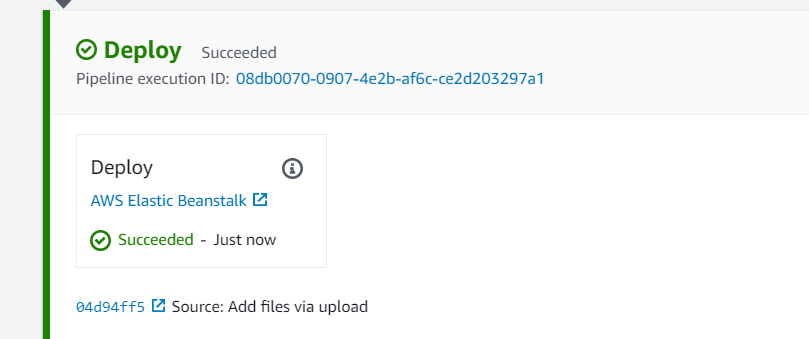 Deploy Succeeded
Pipeline execution ID: 08db0070-0907-4e2b-af6c-ce2d203297a1
Deploy
AWS Elastic Beanstalk
Succeeded - Just now
04d94ff5 Source: Add files via upload